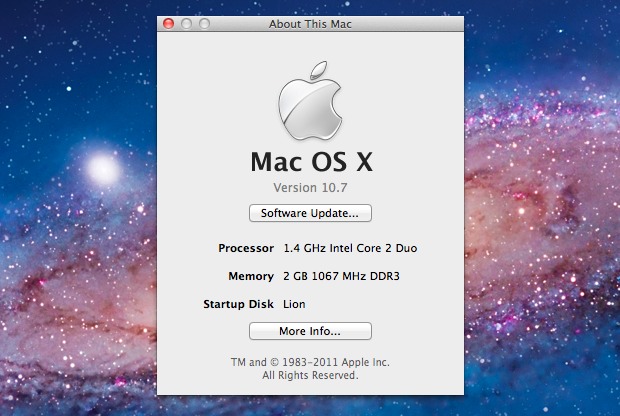 About This Mac
Mac OS X
Version 10.7
Software Update...
Processor 1.4 GHz Intel Core 2 Duo
Memory 2 GB 1067 MHz DDR3
Startup Disk Lion
More Info...
TM and © 1983-2011 Apple Inc.
All Rights Reserved.